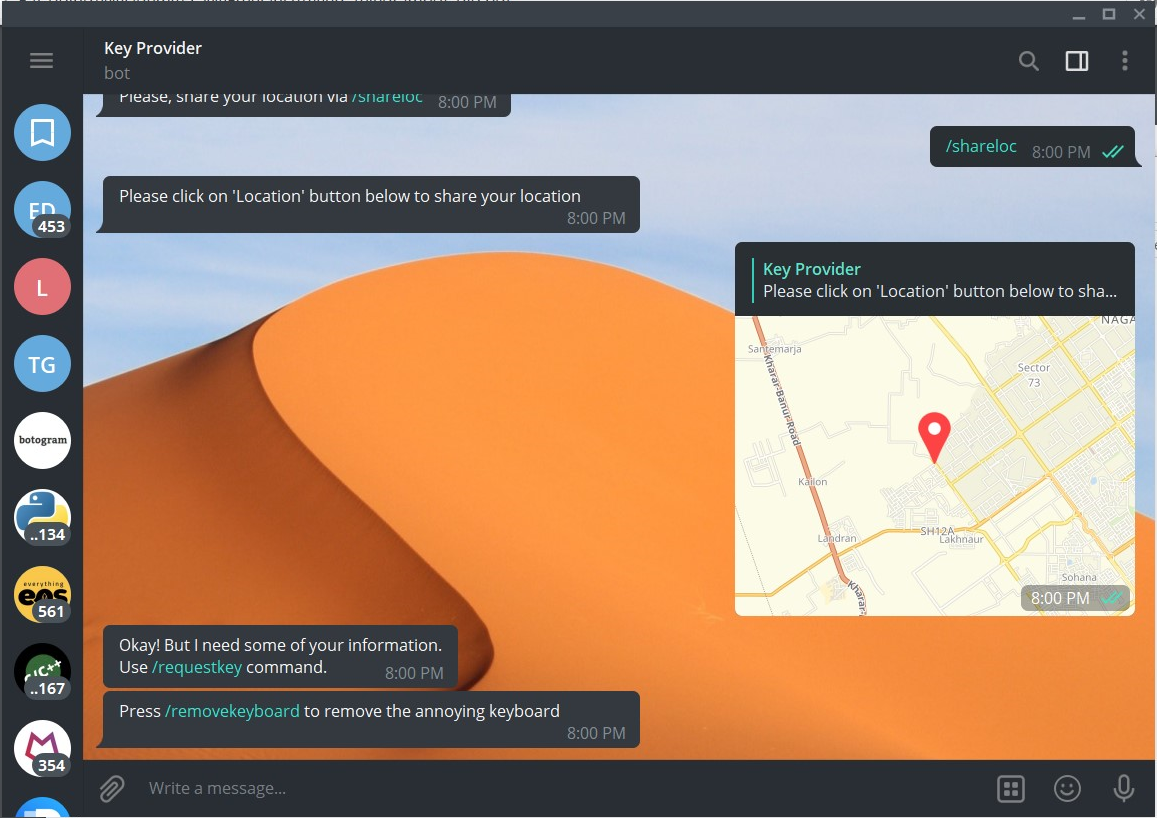 Key Provider
bot
Please, share your location via /shareloc 8:00 PM
/shareloc 8:00 PM
Please click on 'Location' button below to share your location
8:00 PM
Key Provider
Please click on 'Location' button below to sha...
NAGA
Santemarja
Kharar-Banur-Road
Sector
73
Kailon
SH12A
Landran
Lakhnaur
Sohana
Kharar-
8:00 PM
Okay! But I need some of your information.
Use /requestkey command. 8:00 PM
Press /removekeyboard to remove the annoying keyboard
8:00 PM
Write a message...
ED
453
L
TG
botogram
..134
everything
eos
561
..167
354